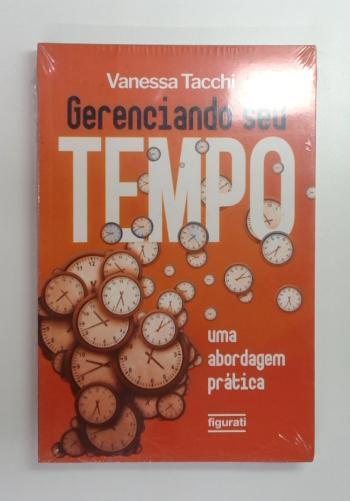 Vanessa Tacchi
Gerenciando seu
TEMPO
uma
abordagem
prática
figurati